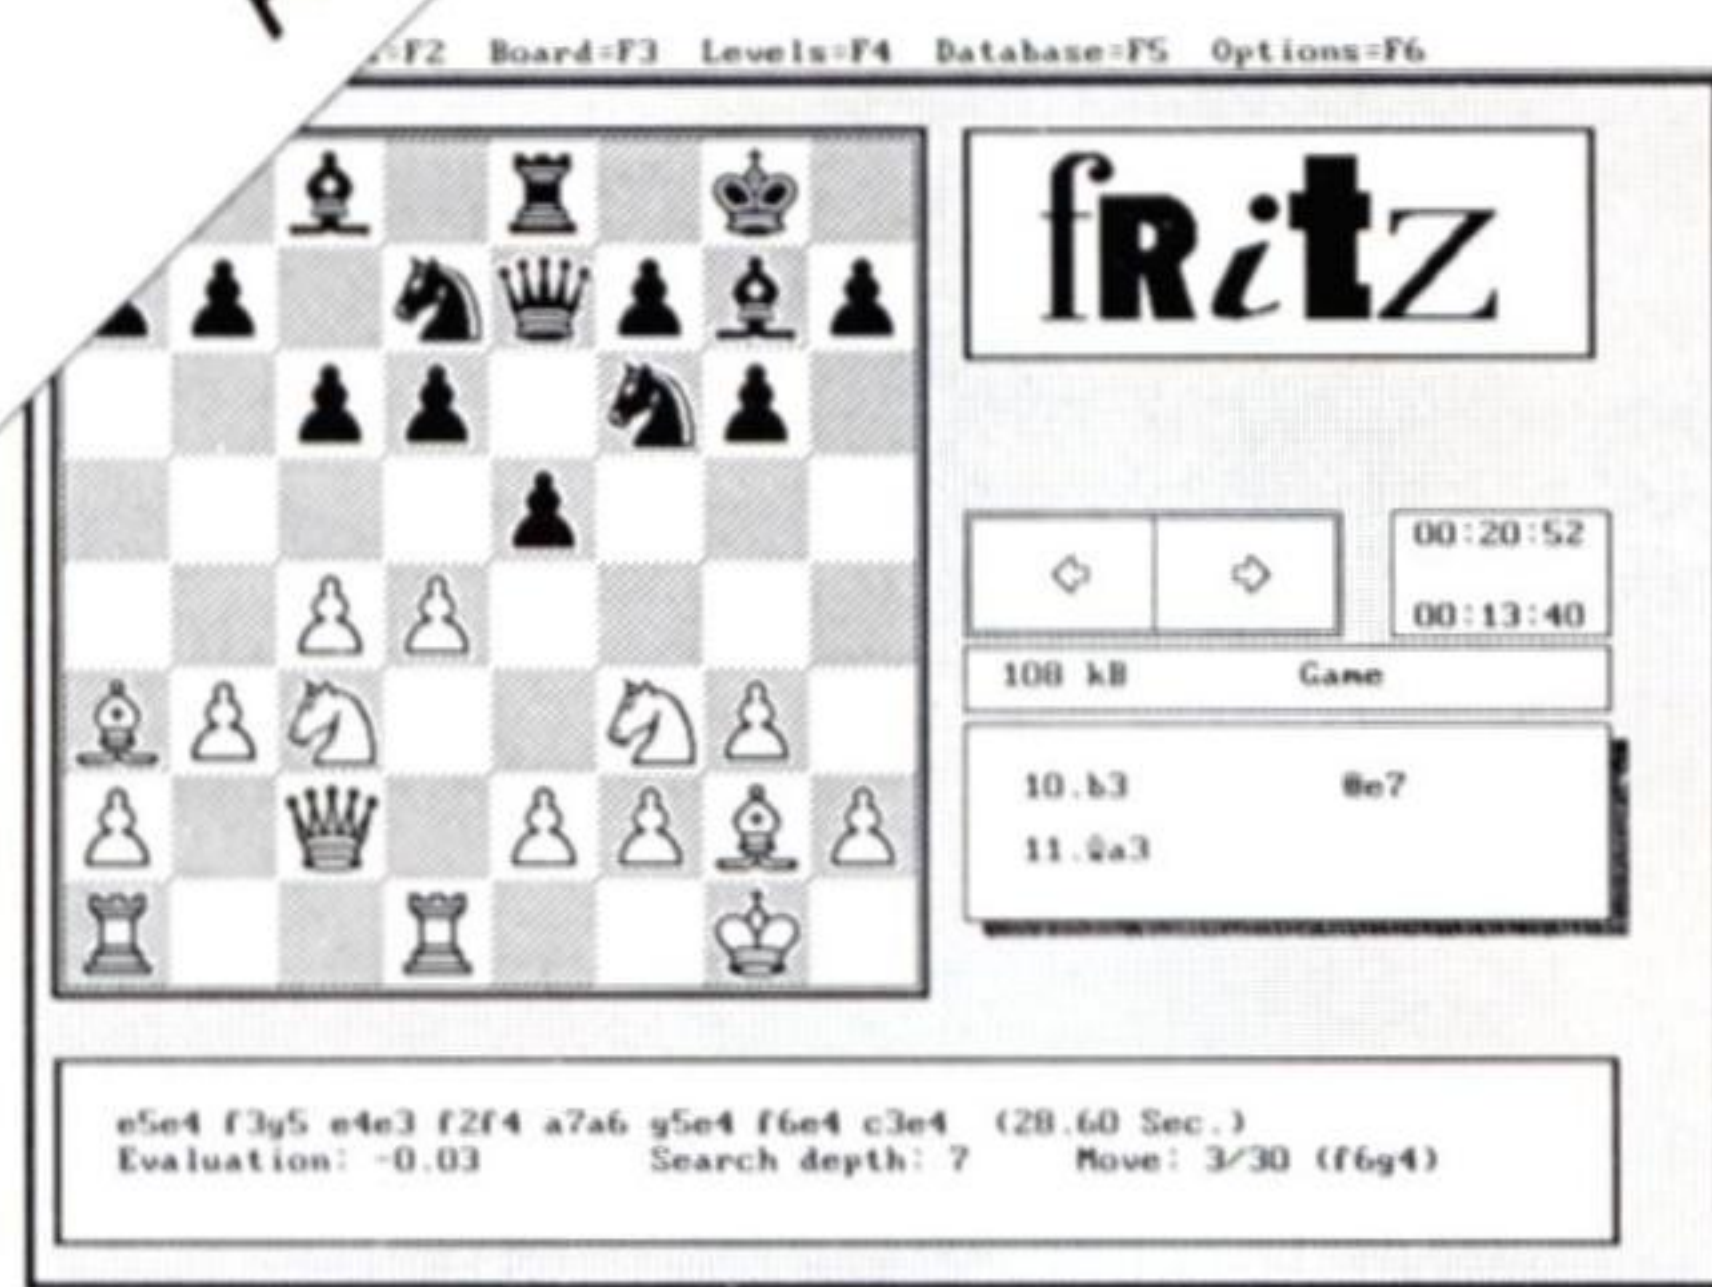 =F2 Board=F3 Levels=F4 Database=F5 Options=F6
fRitz
00:20:52
00:13:40
108 kB Game
10.b3 ♛e7
11.♗a3
e5e4 f3g5 e4e3 f2f4 a7a6 g5e4 f6e4 c3e4 (28.60 Sec.)
Evaluation: -0.03 Search depth: 7 Move: 3/30 (f6g4)